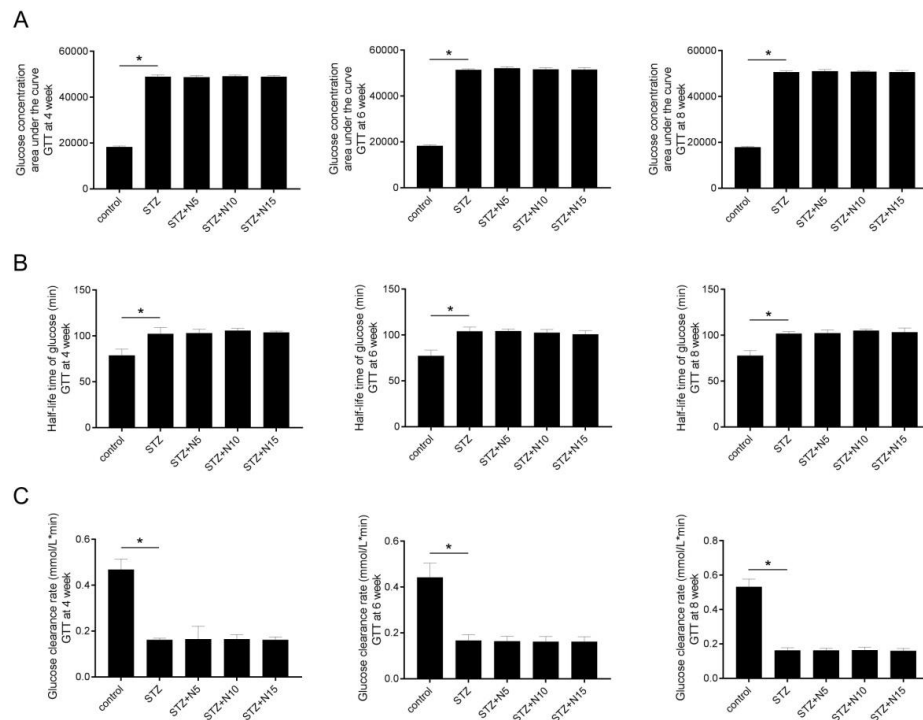 A
Glucose concentration
area under the curve
GTT at 4 week
60000
40000
20000
0
*
control
STZ
STZ+N5
STZ+N10
STZ+N15
Glucose concentration
area under the curve
GTT at 6 week
60000
40000
20000
0
*
control
STZ
STZ+N5
STZ+N10
STZ+N15
Glucose concentration
area under the curve
GTT at 8 week
60000
40000
20000
0
*
control
STZ
STZ+N5
STZ+N10
STZ+N15
B
Half-life time of glucose (min)
GTT at 4 week
150
100
50
0
*
control
STZ
STZ+N5
STZ+N10
STZ+N15
Half-life time of glucose (min)
GTT at 6 week
150
100
50
0
*
control
STZ
STZ+N5
STZ+N10
STZ+N15
Half-life time of glucose (min)
GTT at 8 week
150
100
50
0
*
control
STZ
STZ+N5
STZ+N10
STZ+N15
C
Glucose clearance rate (mmol/L*min)
GTT at 4 week
0.6
0.4
0.2
0.0
*
control
STZ
STZ+N5
STZ+N10
STZ+N15
Glucose clearance rate (mmol/L*min)
GTT at 6 week
0.6
0.4
0.2
0.0
*
control
STZ
STZ+N5
STZ+N10
STZ+N15
Glucose clearance rate (mmol/L*min)
GTT at 8 week
0.8
0.6
0.4
0.2
0.0
*
control
STZ
STZ+N5
STZ+N10
STZ+N15